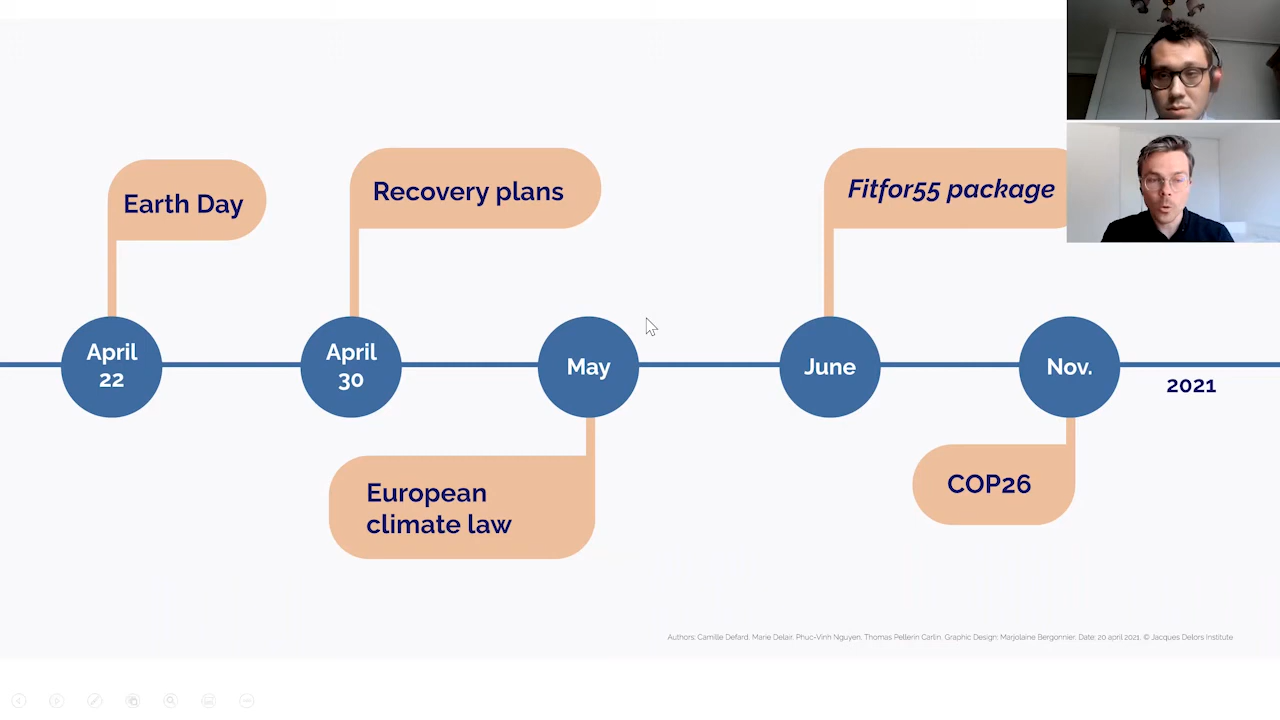 Earth Day
Recovery plans
Fitfor55 package
April
22
April
30
May
June
Nov.
2021
European
climate law
COP26
Authors: Camille Defard, Marie Delair, Phuc-Vinh Nguyen, Thomas Pellerin Carlin. Graphic Design: Marjolaine Bergonnier. Date: 20 april 2021. © Jacques Delors Institute